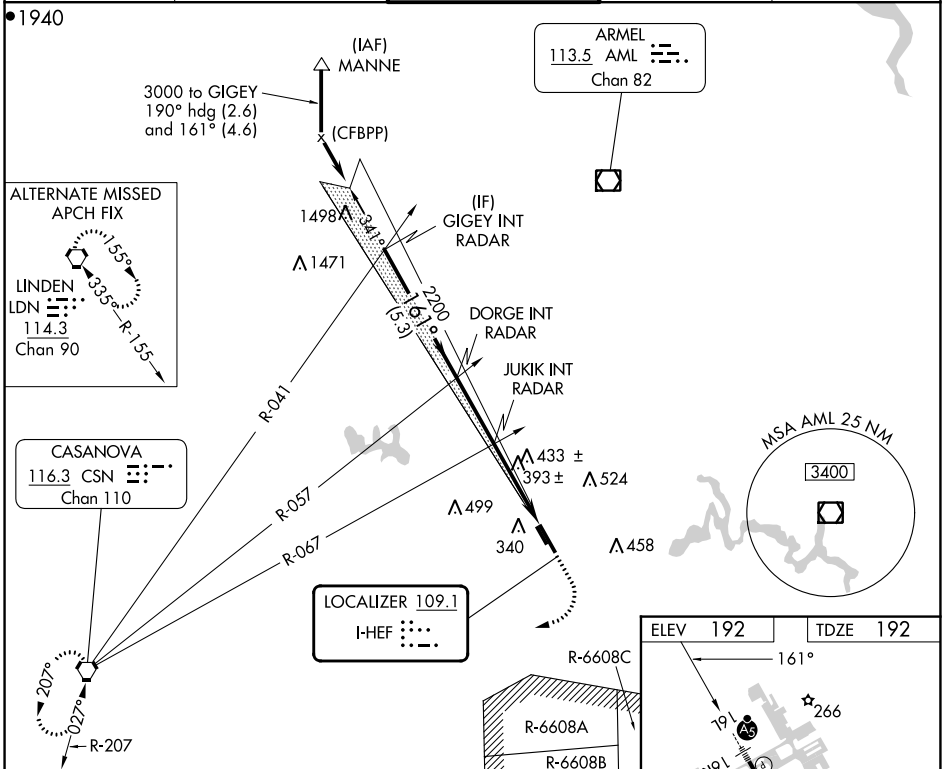 1940
(IAF)
MANNE
3000 to GIGEY
190° hdg (2.6)
and 161° (4.6)
(CFBPP)
ARMEL
113.5 AML
Chan 82
ALTERNATE MISSED
APCH FIX
155°
335°
R-155
LINDEN
LDN
114.3
Chan 90
1498
1471
341°
(IF)
GIGEY INT
RADAR
2200
161°
(5.3)
DORGE INT
RADAR
JUKIK INT
RADAR
R-041
R-057
R-067
CASANOVA
116.3 CSN
Chan 110
433 ±
393 ±
524
499
340
458
MSA AML 25 NM
3400
LOCALIZER 109.1
I-HEF
207°
027°
R-207
R-6608C
R-6608A
R-6608B
ELEV 192
TDZE 192
161°
266
16L
A5
16R
P